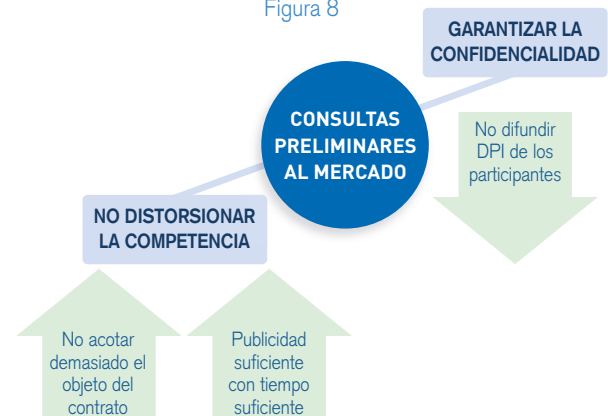 Figura 8
GARANTIZAR LA
CONFIDENCIALIDAD
CONSULTAS
PRELIMINARES
AL MERCADO
No difundir
DPI de los
participantes
NO DISTORSIONAR
LA COMPETENCIA
No acotar
demasiado el
objeto del
contrato
Publicidad
suficiente
con tiempo
suficiente